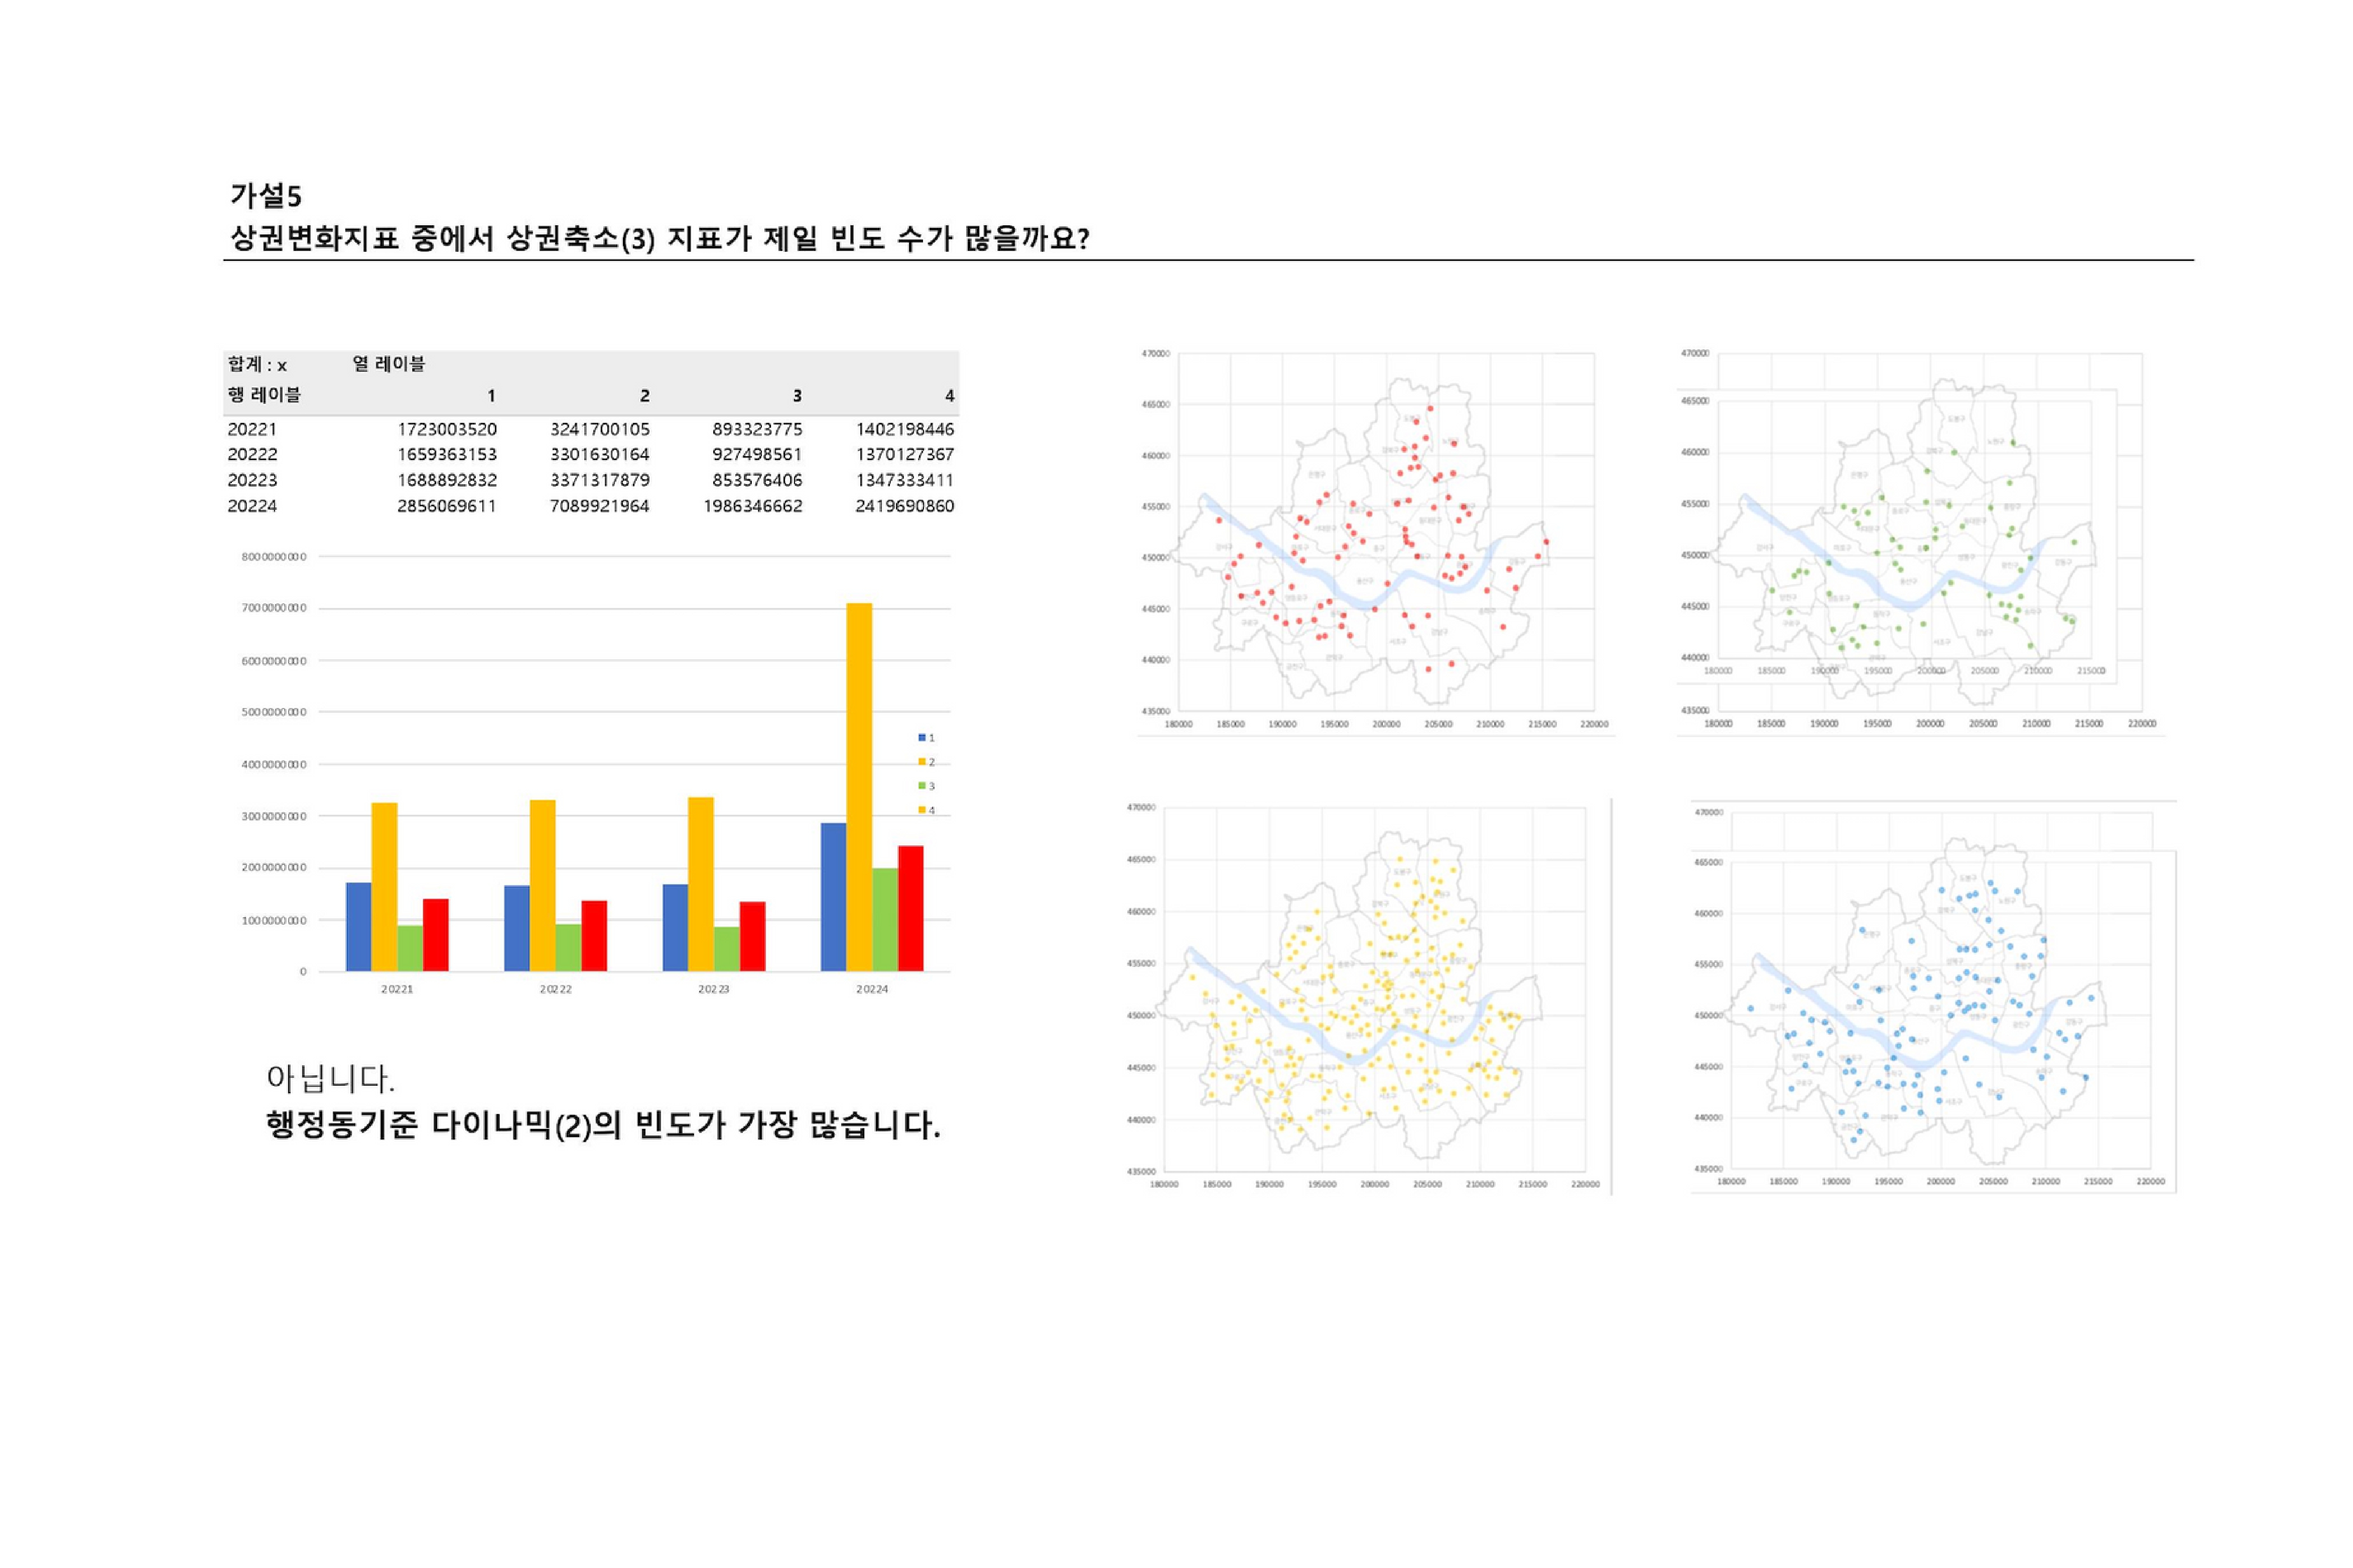 가설5
상권변화지표 중에서 상권축소(3) 지표가 제일 빈도 수가 많을까요?
합계 : x 열 레이블
행 레이블 1 2 3 4
20221 1723003520 3241700105 893323775 1402198446
20222 1659363153 3301630164 927498561 1370127367
20223 1688892832 3371317879 853576406 1347333411
20224 2856069611 7089921964 1986346662 2419690860
8000000000
7000000000
6000000000
5000000000
4000000000
3000000000
2000000000
1000000000
0
20221 20222 20223 20224
1
2
3
4
아닙니다.
행정동기준 다이나믹(2)의 빈도가 가장 많습니다.
470000
465000
460000
455000
450000
445000
440000
435000
180000 185000 190000 195000 200000 205000 210000 215000 220000
470000
465000
460000
455000
450000
445000
440000
180000 185000 190000 195000 200000 205000 210000 215000
435000
180000 185000 190000 195000 200000 205000 210000 215000 220000
470000
465000
460000
455000
450000
445000
440000
435000
180000 185000 190000 195000 200000 205000 210000 215000 220000
470000
465000
460000
455000
450000
445000
440000
435000
180000 185000 190000 195000 200000 205000 210000 215000 220000